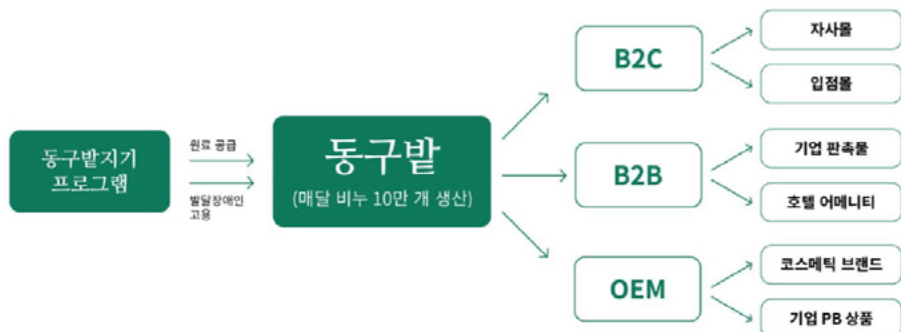 동구밭지기
프로그램
원료 공급
발달장애인
고용
동구밭
(매달 비누 10만 개 생산)
B2C
자사몰
입점몰
B2B
기업 판촉물
호텔 어메니티
OEM
코스메틱 브랜드
기업 PB 상품